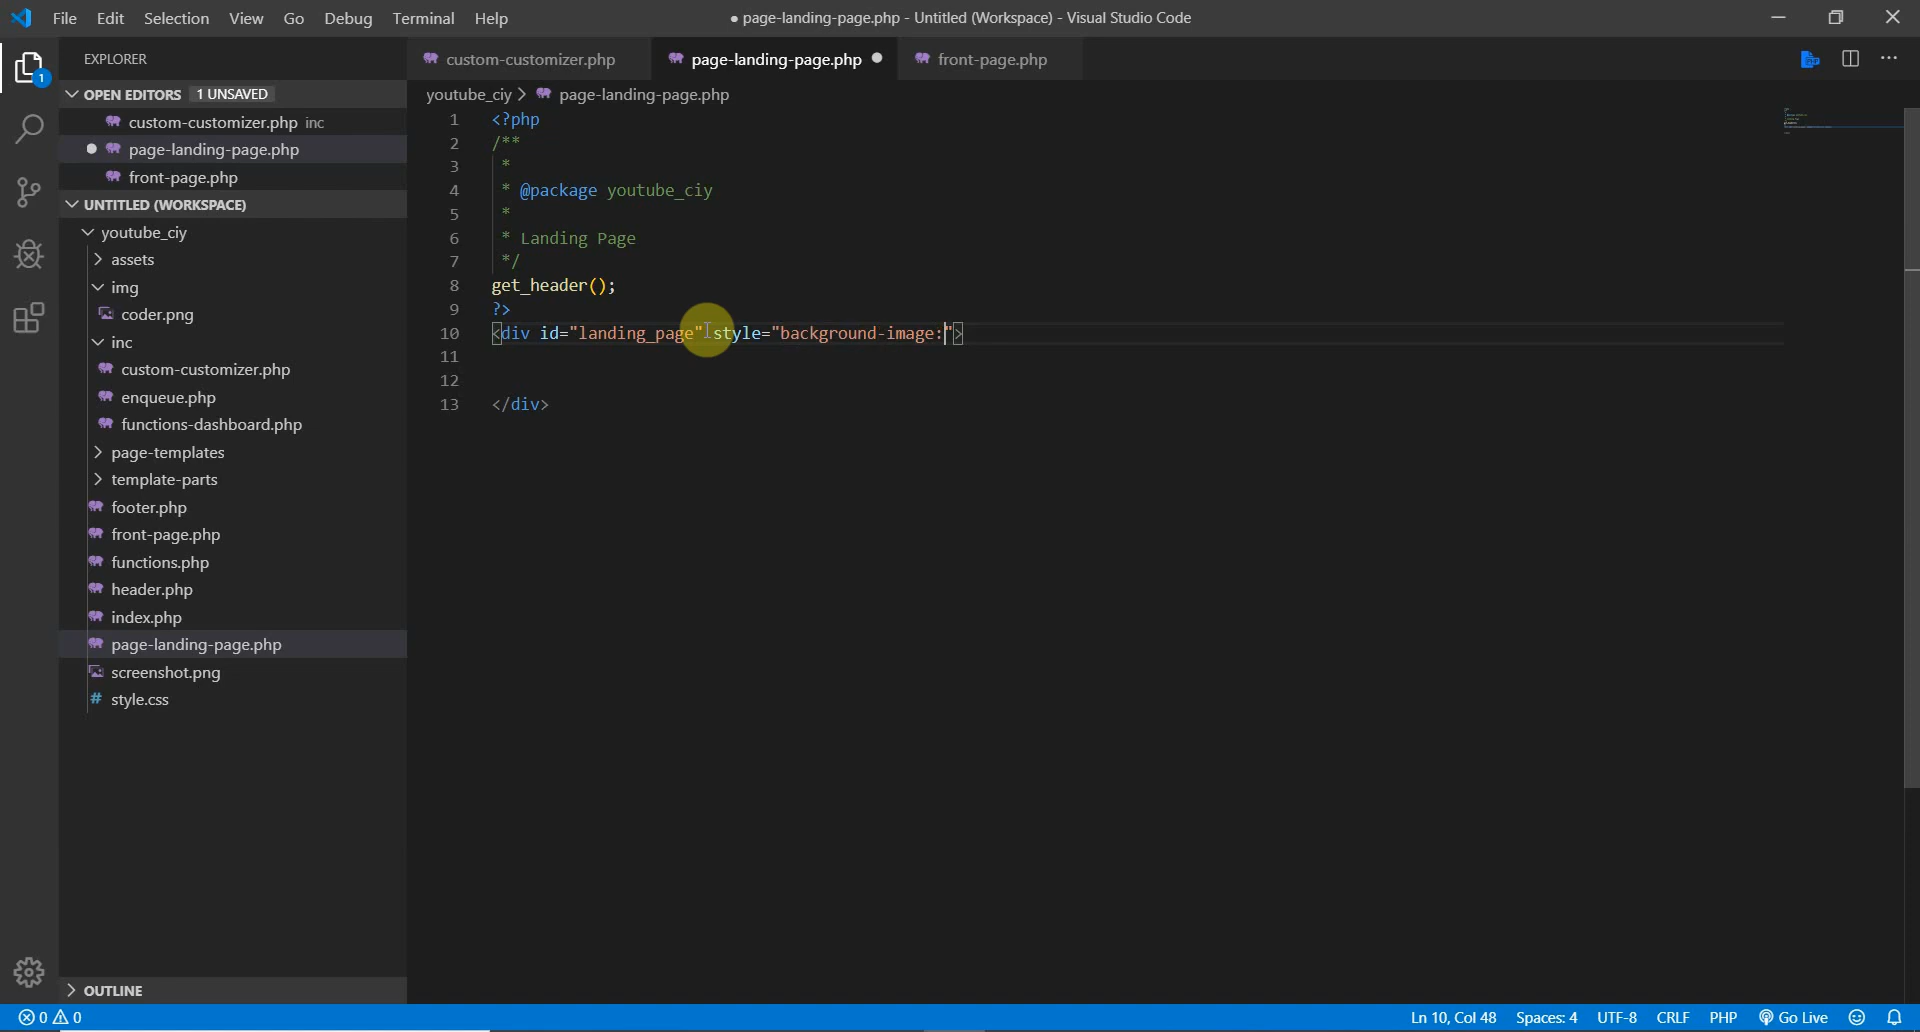 File Edit Selection View Go Debug Terminal Help
● page-landing-page.php - Untitled (Workspace) - Visual Studio Code
EXPLORER
OPEN EDITORS 1 UNSAVED
custom-customizer.php inc
page-landing-page.php
front-page.php
UNTITLED (WORKSPACE)
youtube_ciy
assets
img
coder.png
inc
custom-customizer.php
enqueue.php
functions-dashboard.php
page-templates
template-parts
footer.php
front-page.php
functions.php
header.php
index.php
page-landing-page.php
screenshot.png
# style.css
OUTLINE
1
custom-customizer.php page-landing-page.php front-page.php
youtube_ciy > page-landing-page.php
1 <?php
2 /**
3 *
4 * @package youtube_ciy
5 *
6 * Landing Page
7 */
8 get_header();
9 ?>
10 <div id="landing_page" style="background-image:">
11
12
13 </div>
0 0
Ln 10, Col 48 Spaces: 4 UTF-8 CRLF PHP Go Live